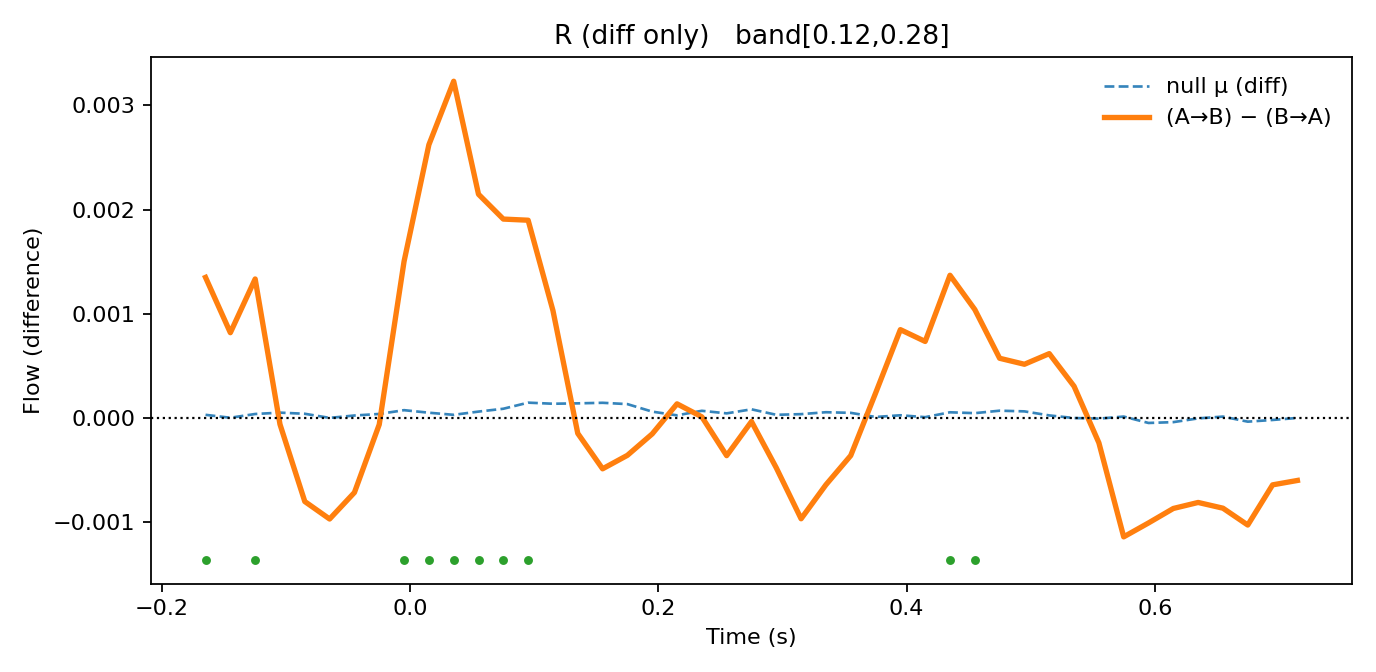 R (diff only)   band[0.12,0.28]
null μ (diff)
(A→B) − (B→A)
Flow (difference)
0.003
0.002
0.001
0.000
−0.001
−0.2
0.0
0.2
0.4
0.6
Time (s)